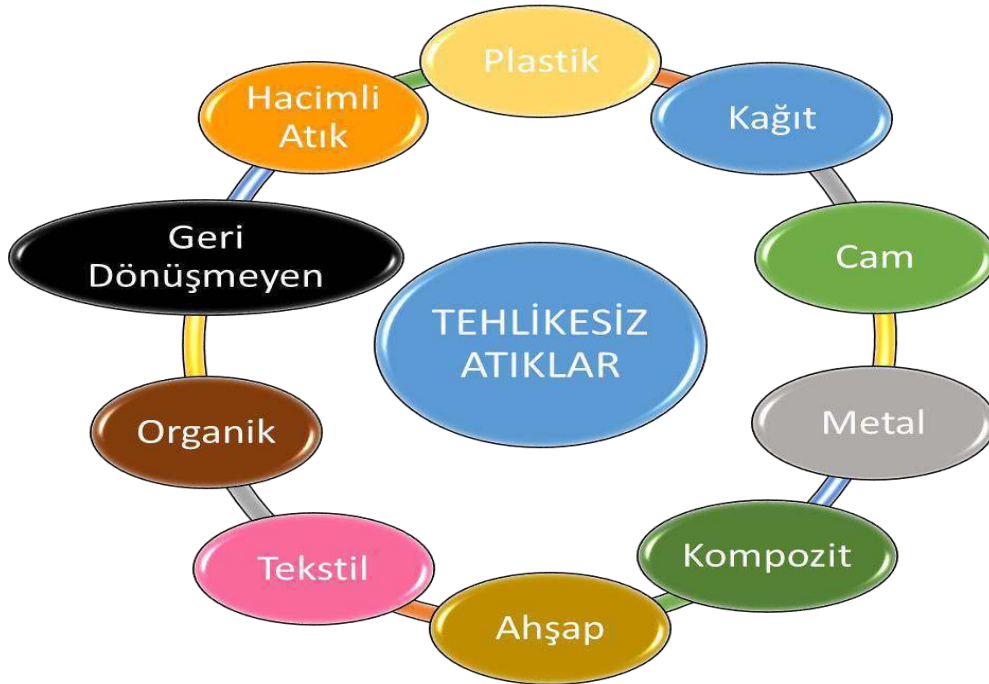 Plastik
Kağıt
Cam
Metal
Kompozit
Ahşap
Tekstil
Organik
Geri
Dönüşmeyen
Hacimli
Atık
TEHLİKESİZ
ATIKLAR